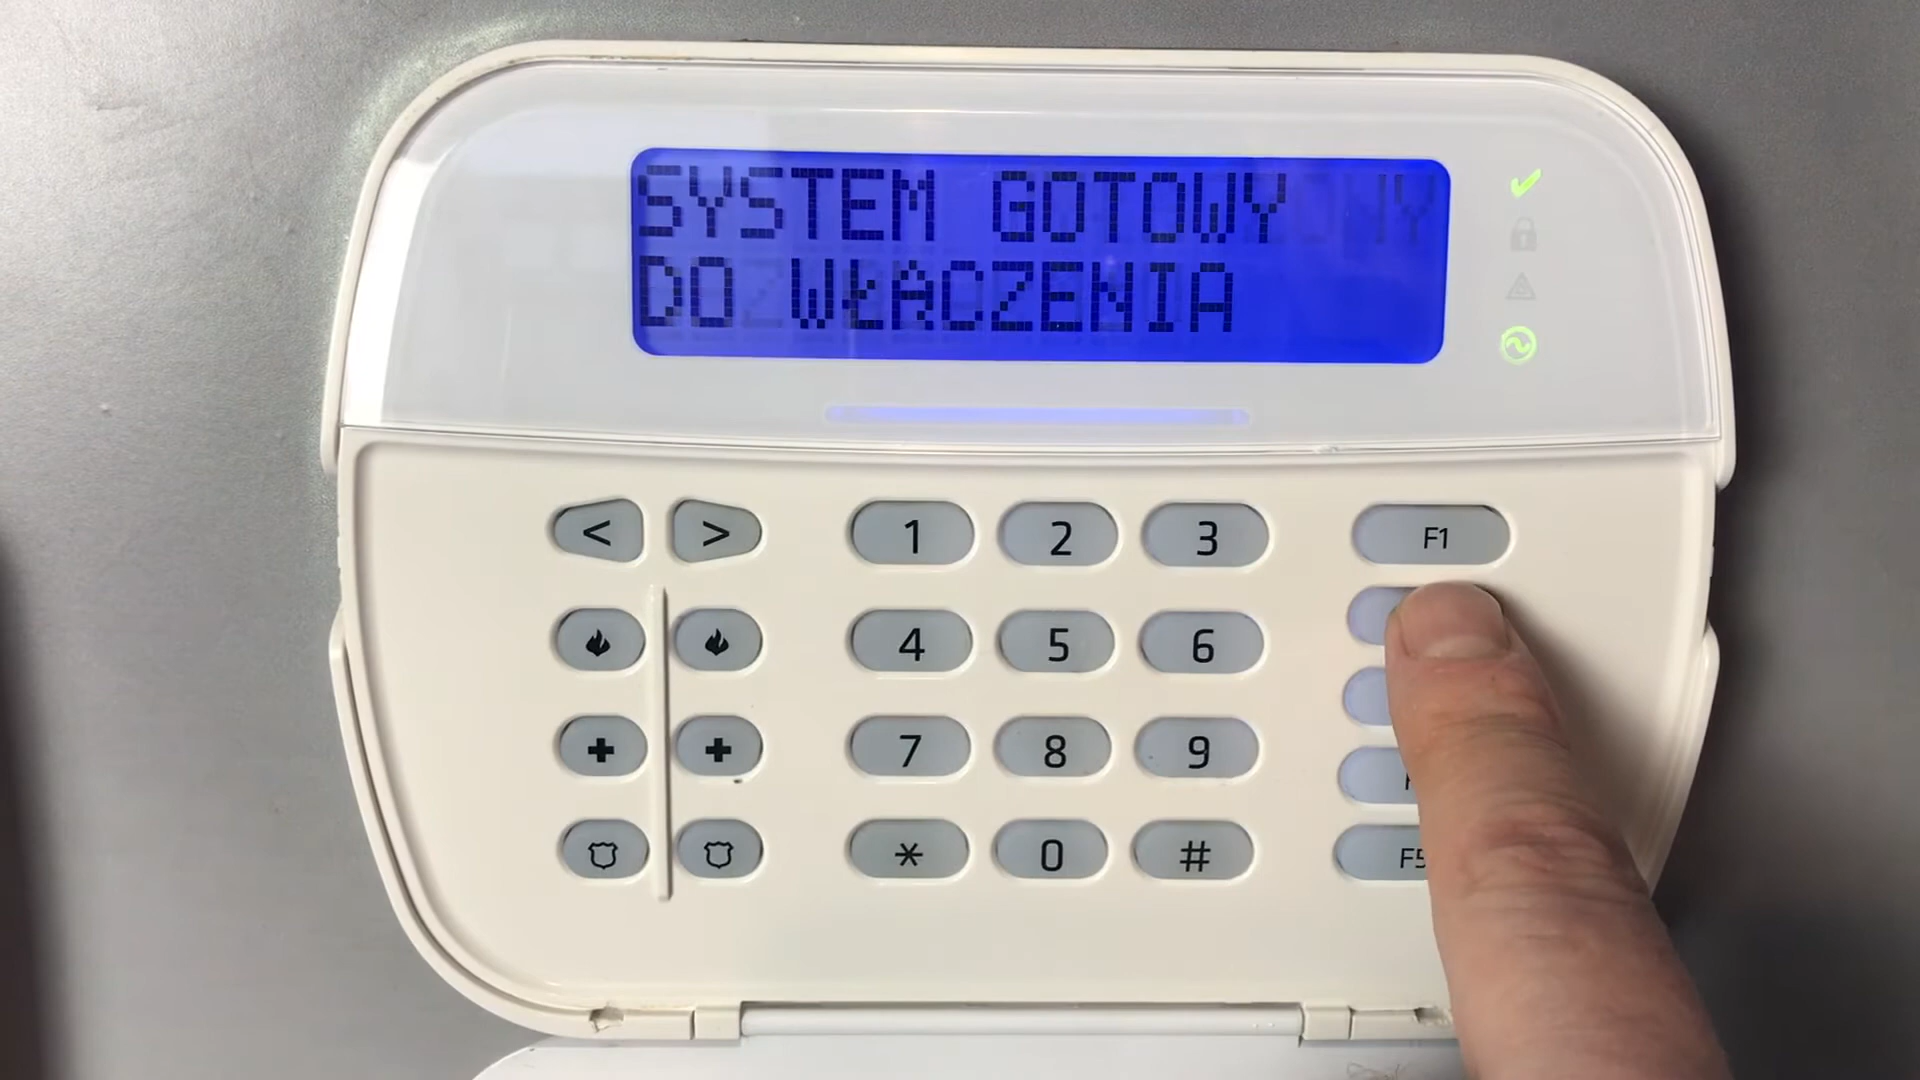 SYSTEM GOTOWY
DO WŁĄCZENIA
< > 1 2 3 F1
4 5 6
7 8 9
* 0 # F5